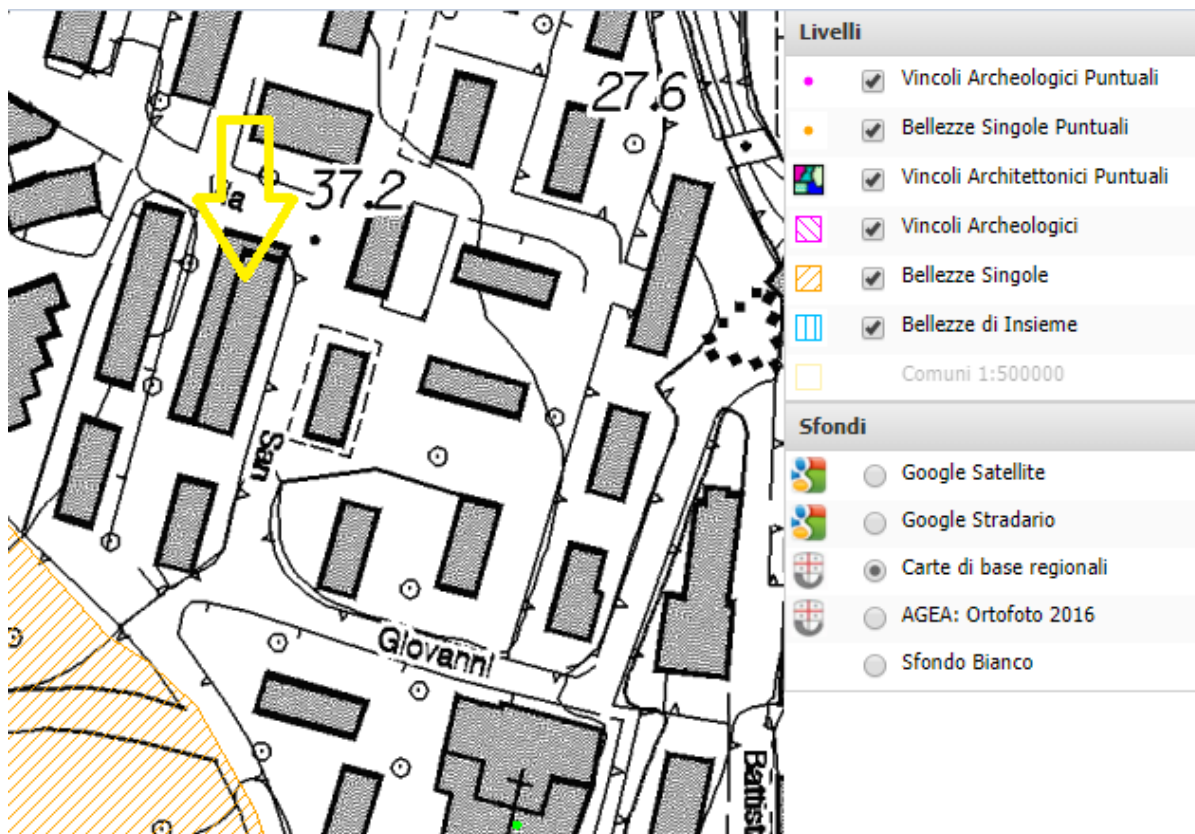 27.6
Via
37.2
San
Giovanni
Battist
Livelli
Vincoli Archeologici Puntuali
Bellezze Singole Puntuali
Vincoli Architettonici Puntuali
Vincoli Archeologici
Bellezze Singole
Bellezze di Insieme
Comuni 1:500000
Sfondi
Google Satellite
Google Stradario
Carte di base regionali
AGEA: Ortofoto 2016
Sfondo Bianco